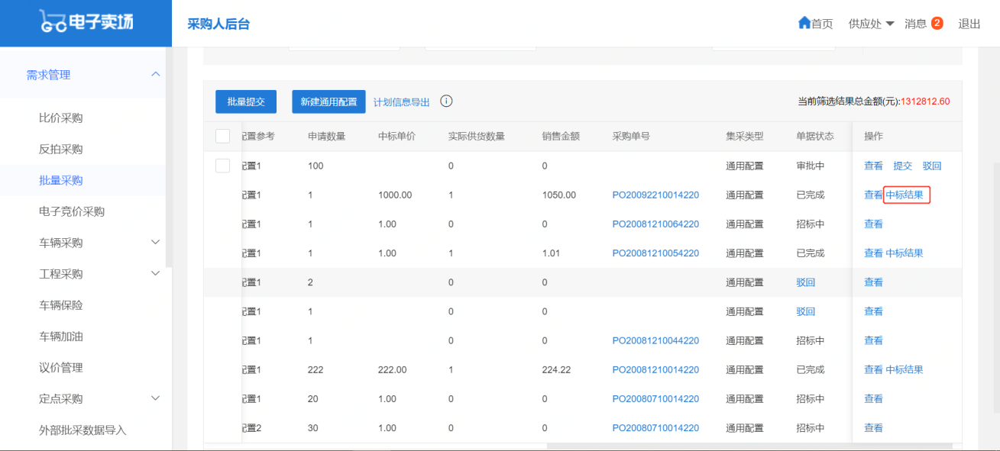 电子卖场
采购人后台
首页 供应处 消息 2 退出
需求管理
比价采购
反拍采购
批量采购
电子竞价采购
车辆采购
工程采购
车辆保险
车辆加油
议价管理
定点采购
外部批采数据导入
批量提交 新建通用配置 计划信息导出 当前筛选结果总金额(元):1312812.60
配置参考 申请数量 中标单价 实际供货数量 销售金额 采购单号 集采类型 单据状态 操作
配置1 100 0 0 通用配置 审批中 查看 提交 驳回
配置1 1 1000.00 1 1050.00 PO20092210014220 通用配置 已完成 查看 中标结果
配置1 1 1.00 0 0 PO20081210064220 通用配置 招标中 查看
配置1 1 1.00 1 1.01 PO20081210054220 通用配置 已完成 查看 中标结果
配置1 2 0 0 通用配置 驳回 查看
配置1 1 0 0 通用配置 驳回 查看
配置1 1 0 0 PO20081210044220 通用配置 招标中 查看
配置1 222 222.00 1 224.22 PO20081210014220 通用配置 已完成 查看 中标结果
配置1 20 1.00 0 0 PO20080710014220 通用配置 招标中 查看
配置2 30 1.00 0 0 PO20080710014220 通用配置 招标中 查看